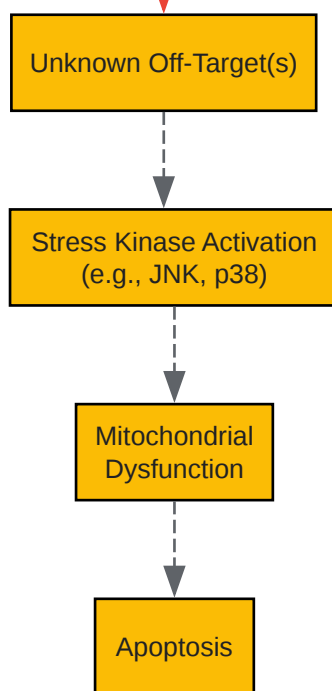 Unknown Off-Target(s)
Stress Kinase Activation
(e.g., JNK, p38)
Mitochondrial
Dysfunction
Apoptosis